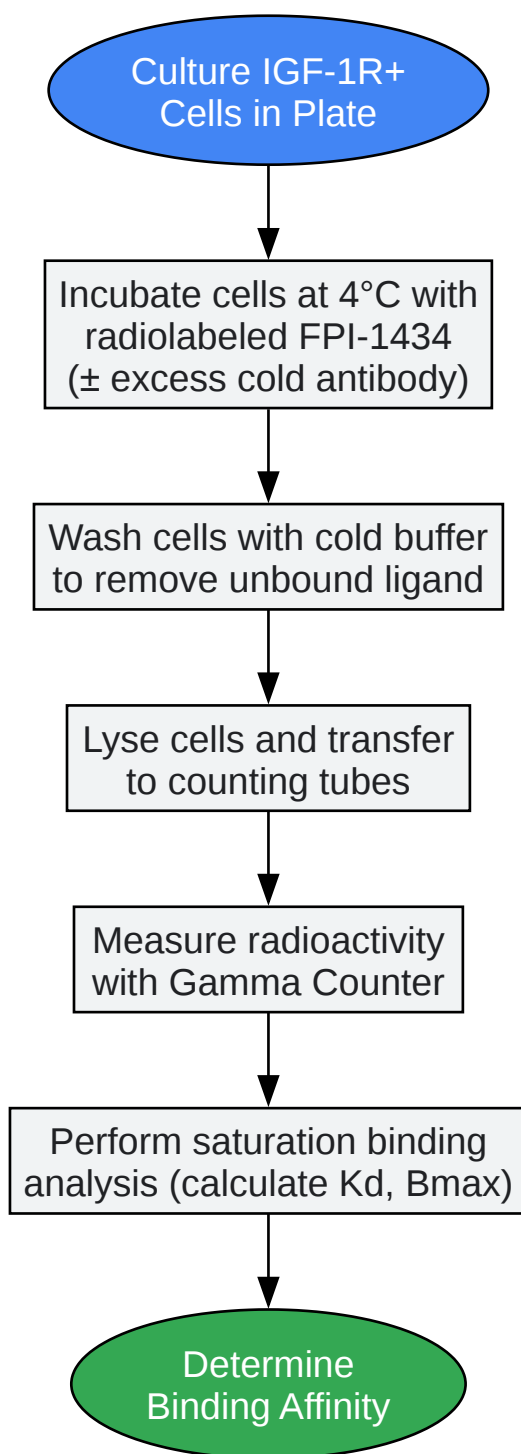 Culture IGF-1R+
Cells in Plate
Incubate cells at 4°C with
radiolabeled FPI-1434
(± excess cold antibody)
Wash cells with cold buffer
to remove unbound ligand
Lyse cells and transfer
to counting tubes
Measure radioactivity
with Gamma Counter
Perform saturation binding
analysis (calculate Kd, Bmax)
Determine
Binding Affinity